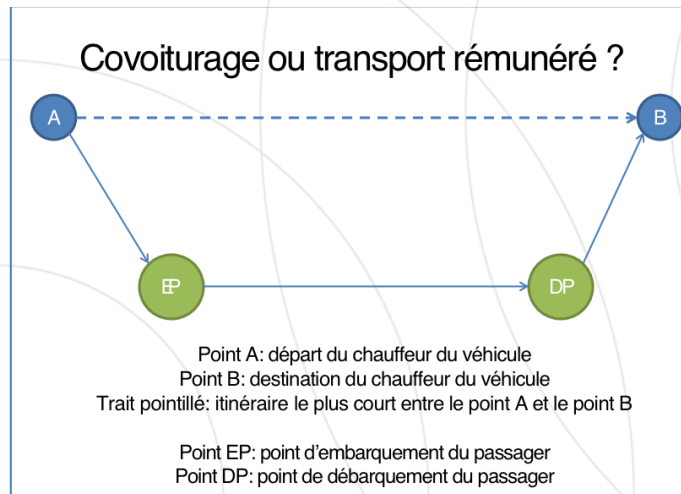 Covoiturage ou transport rémunéré ?
A
B
EP
DP
Point A: départ du chauffeur du véhicule
Point B: destination du chauffeur du véhicule
Trait pointillé: itinéraire le plus court entre le point A et le point B
Point EP: point d’embarquement du passager
Point DP: point de débarquement du passager